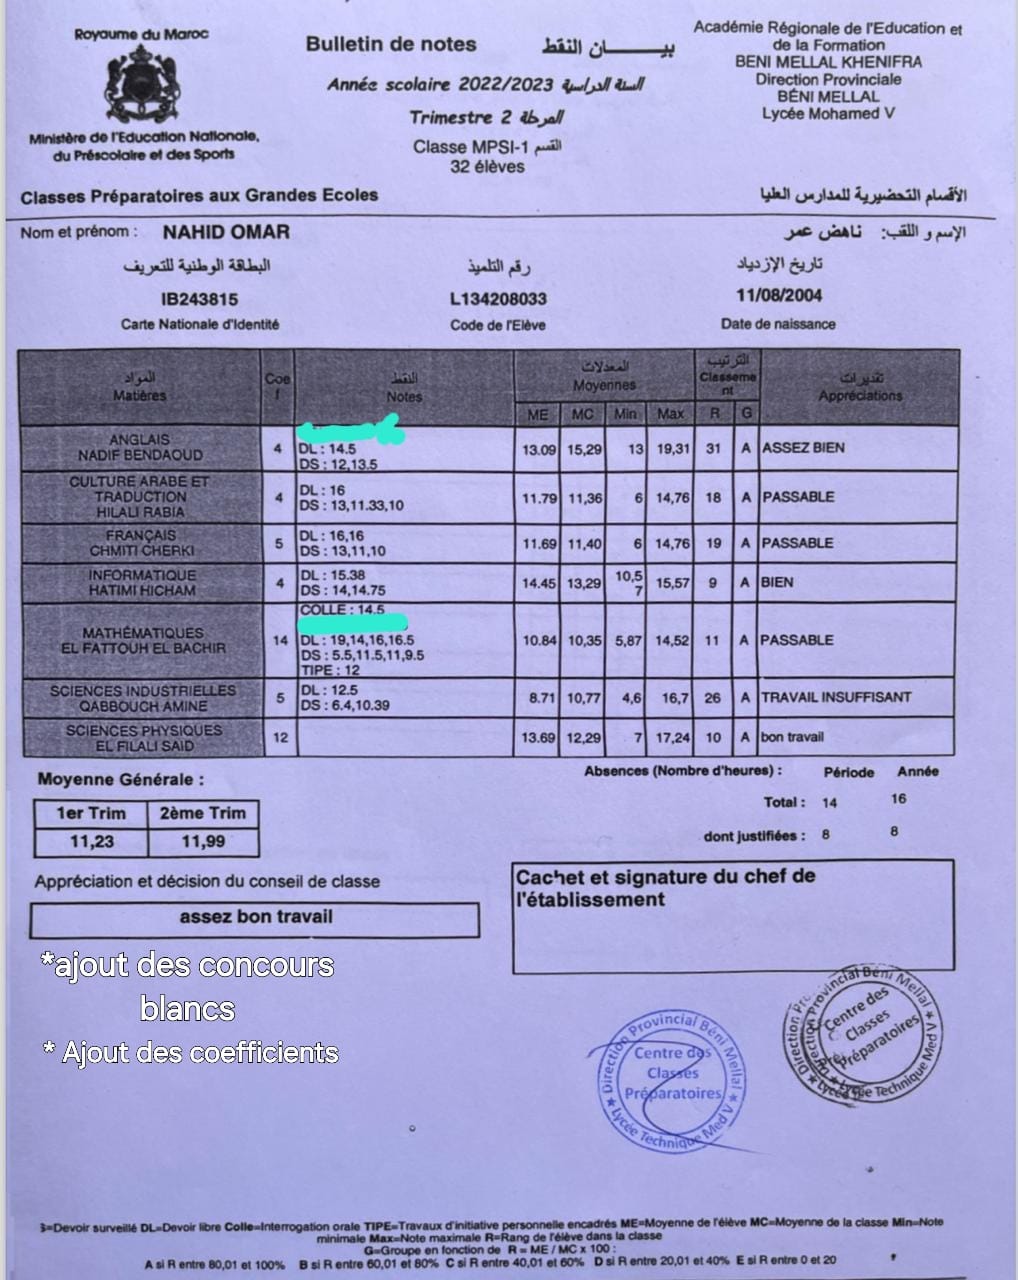 Royaume du Maroc
Ministère de l'Education Nationale,
du Préscolaire et des Sports
Bulletin de notes بيــــــان النقط
Année scolaire 2022/2023 السنة الدراسية
Trimestre 2 المرحلة
Classe MPSI-1 القسم
32 élèves
Académie Régionale de l'Education et
de la Formation
BENI MELLAL KHENIFRA
Direction Provinciale
BÉNI MELLAL
Lycée Mohamed V
Classes Préparatoires aux Grandes Ecoles الأقسام التحضيرية للمدارس العليا
Nom et prénom : NAHID OMAR ناهض عمر الإسم و اللقب:
البطاقة الوطنية للتعريف رقم التلميذ تاريخ الإزدياد
IB243815 L134208033 11/08/2004
Carte Nationale d'Identité Code de l'Elève Date de naissance
المواد النقط المعدلات الترتيب تقديرات
Matières Coef Notes Moyennes Classement Appréciations
ME MC Min Max R G
ANGLAIS
NADIF BENDAOUD 4 DL : 14.5 13.09 15,29 13 19,31 31 A ASSEZ BIEN
DS : 12,13.5
CULTURE ARABE ET
TRADUCTION
HILALI RABIA 4 DL : 16 11.79 11,36 6 14,76 18 A PASSABLE
DS : 13,11.33,10
FRANÇAIS
CHMITI CHERKI 5 DL : 16,16 11.69 11,40 6 14,76 19 A PASSABLE
DS : 13,11,10
INFORMATIQUE
HATIMI HICHAM 4 DL : 15.38 14.45 13,29 10,57 15,57 9 A BIEN
DS : 14,14.75
COLLE : 14.5
MATHÉMATIQUES
EL FATTOUH EL BACHIR 14 DL : 19,14,16,16.5 10.84 10,35 5,87 14,52 11 A PASSABLE
DS : 5.5,11.5,11,9.5
TIPE : 12
SCIENCES INDUSTRIELLES
QABBOUCH AMINE 5 DL : 12.5 8.71 10,77 4,6 16,7 26 A TRAVAIL INSUFFISANT
DS : 6.4,10.39
SCIENCES PHYSIQUES
EL FILALI SAID 12 13.69 12,29 7 17,24 10 A bon travail
Moyenne Générale :
1er Trim 2ème Trim
11,23 11,99
Absences (Nombre d'heures) : Période Année
Total : 14 16
dont justifiées : 8 8
Appréciation et décision du conseil de classe
assez bon travail
Cachet et signature du chef de
l'établissement
*ajout des concours
blancs
* Ajout des coefficients
Direction Provincial Béni Mellal
Centre des
Classes
Préparatoires
Lycée Technique Med V
Direction Provincial Béni Mellal
Centre des
Classes
Préparatoires
Lycée Technique Med V
S=Devoir surveillé DL=Devoir libre Colle=Interrogation orale TIPE=Travaux d'initiative personnelle encadrés ME=Moyenne de l'élève MC=Moyenne de la classe Min=Note
minimale Max=Note maximale R=Rang de l'élève dans la classe
G=Groupe en fonction de R = ME / MC x 100 :
A si R entre 80,01 et 100% B si R entre 60,01 et 80% C si R entre 40,01 et 60% D si R entre 20,01 et 40% E si R entre 0 et 20